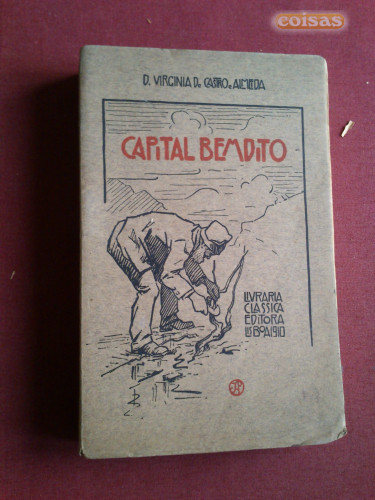 coisas
D. VIRGINIA DE CASTRO E ALMEIDA
CAPITAL BEMDITO
LIVRARIA
CLASSICA
EDITORA
LISBOA 1910